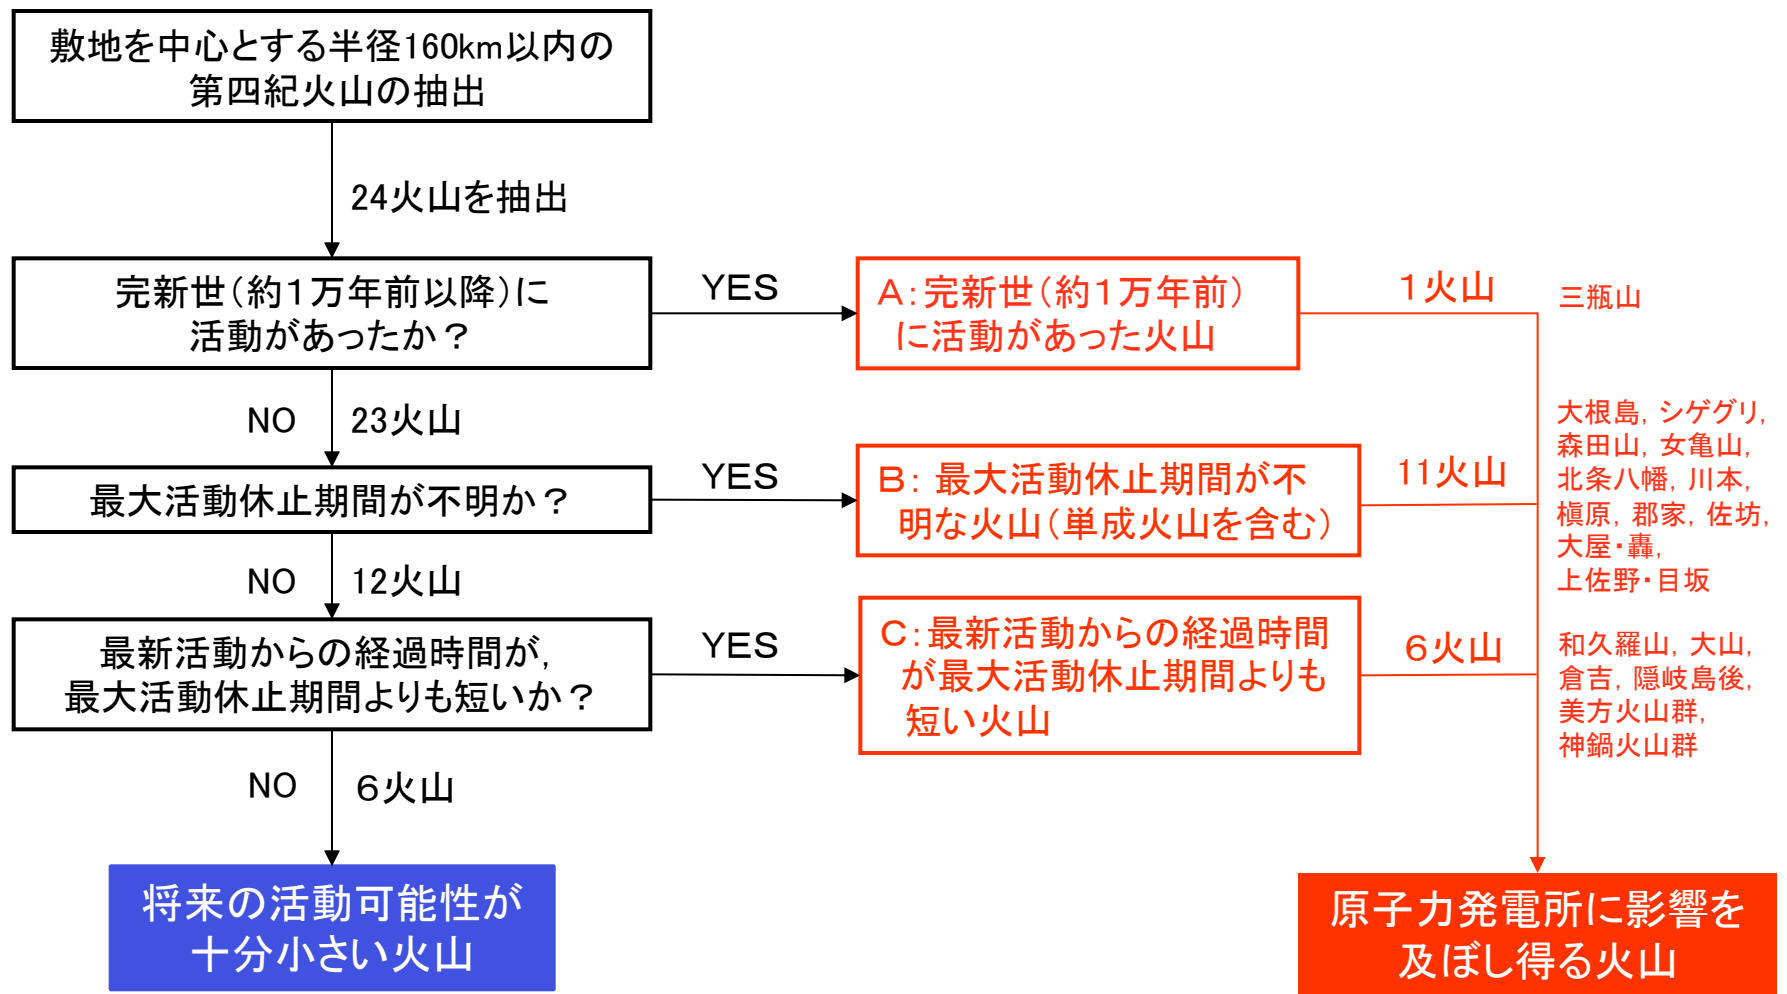 敷地を中心とする半径160km以内の
第四紀火山の抽出
24火山を抽出
完新世(約1万年前以降)に
活動があったか?
YES
A:完新世(約1万年前)
に活動があった火山
1火山
三瓶山
NO
23火山
最大活動休止期間が不明か?
YES
B: 最大活動休止期間が不
明な火山(単成火山を含む)
11火山
大根島, シゲグリ,
森田山, 女亀山,
北条八幡, 川本,
槇原, 郡家, 佐坊,
大屋・轟,
上佐野・目坂
NO
12火山
最新活動からの経過時間が,
最大活動休止期間よりも短いか?
YES
C:最新活動からの経過時間
が最大活動休止期間よりも
短い火山
6火山
和久羅山, 大山,
倉吉, 隠岐島後,
美方火山群,
神鍋火山群
NO
6火山
将来の活動可能性が
十分小さい火山
原子力発電所に影響を
及ぼし得る火山